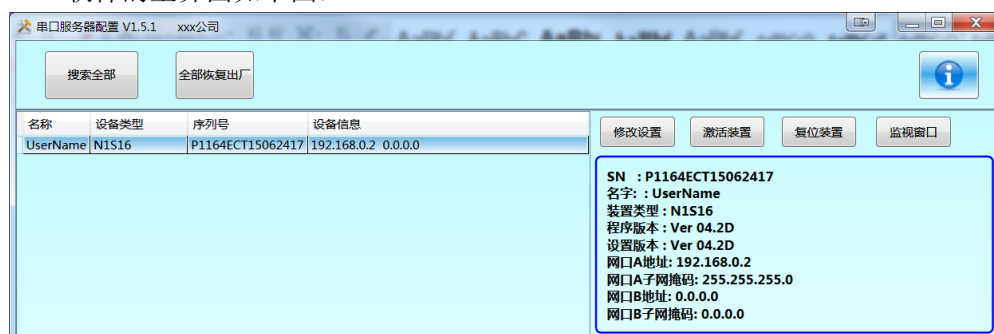 串口服务器配置 V1.5.1 xxx公司
搜索全部 全部恢复出厂
名称 设备类型 序列号 设备信息
UserName N1S16 P1164ECT15062417 192.168.0.2 0.0.0.0
修改设置 激活装置 复位装置 监视窗口
SN : P1164ECT15062417
名字: : UserName
装置类型 : N1S16
程序版本 : Ver 04.2D
设置版本 : Ver 04.2D
网口A地址: 192.168.0.2
网口A子网掩码: 255.255.255.0
网口B地址: 0.0.0.0
网口B子网掩码: 0.0.0.0